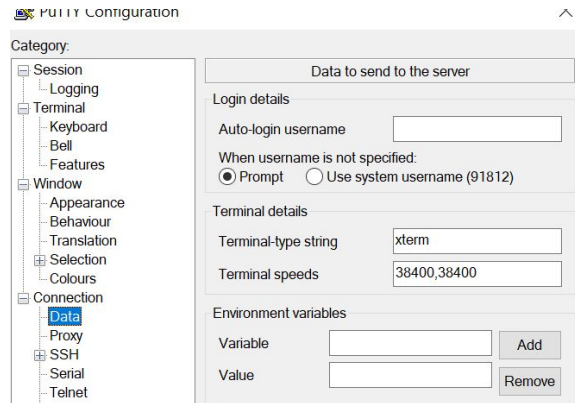 PuTTY Configuration
Category:
Session
Logging
Terminal
Keyboard
Bell
Features
Window
Appearance
Behaviour
Translation
Selection
Colours
Connection
Data
Proxy
SSH
Serial
Telnet
Data to send to the server
Login details
Auto-login username
When username is not specified:
Prompt Use system username (91812)
Terminal details
Terminal-type string xterm
Terminal speeds 38400,38400
Environment variables
Variable Add
Value Remove